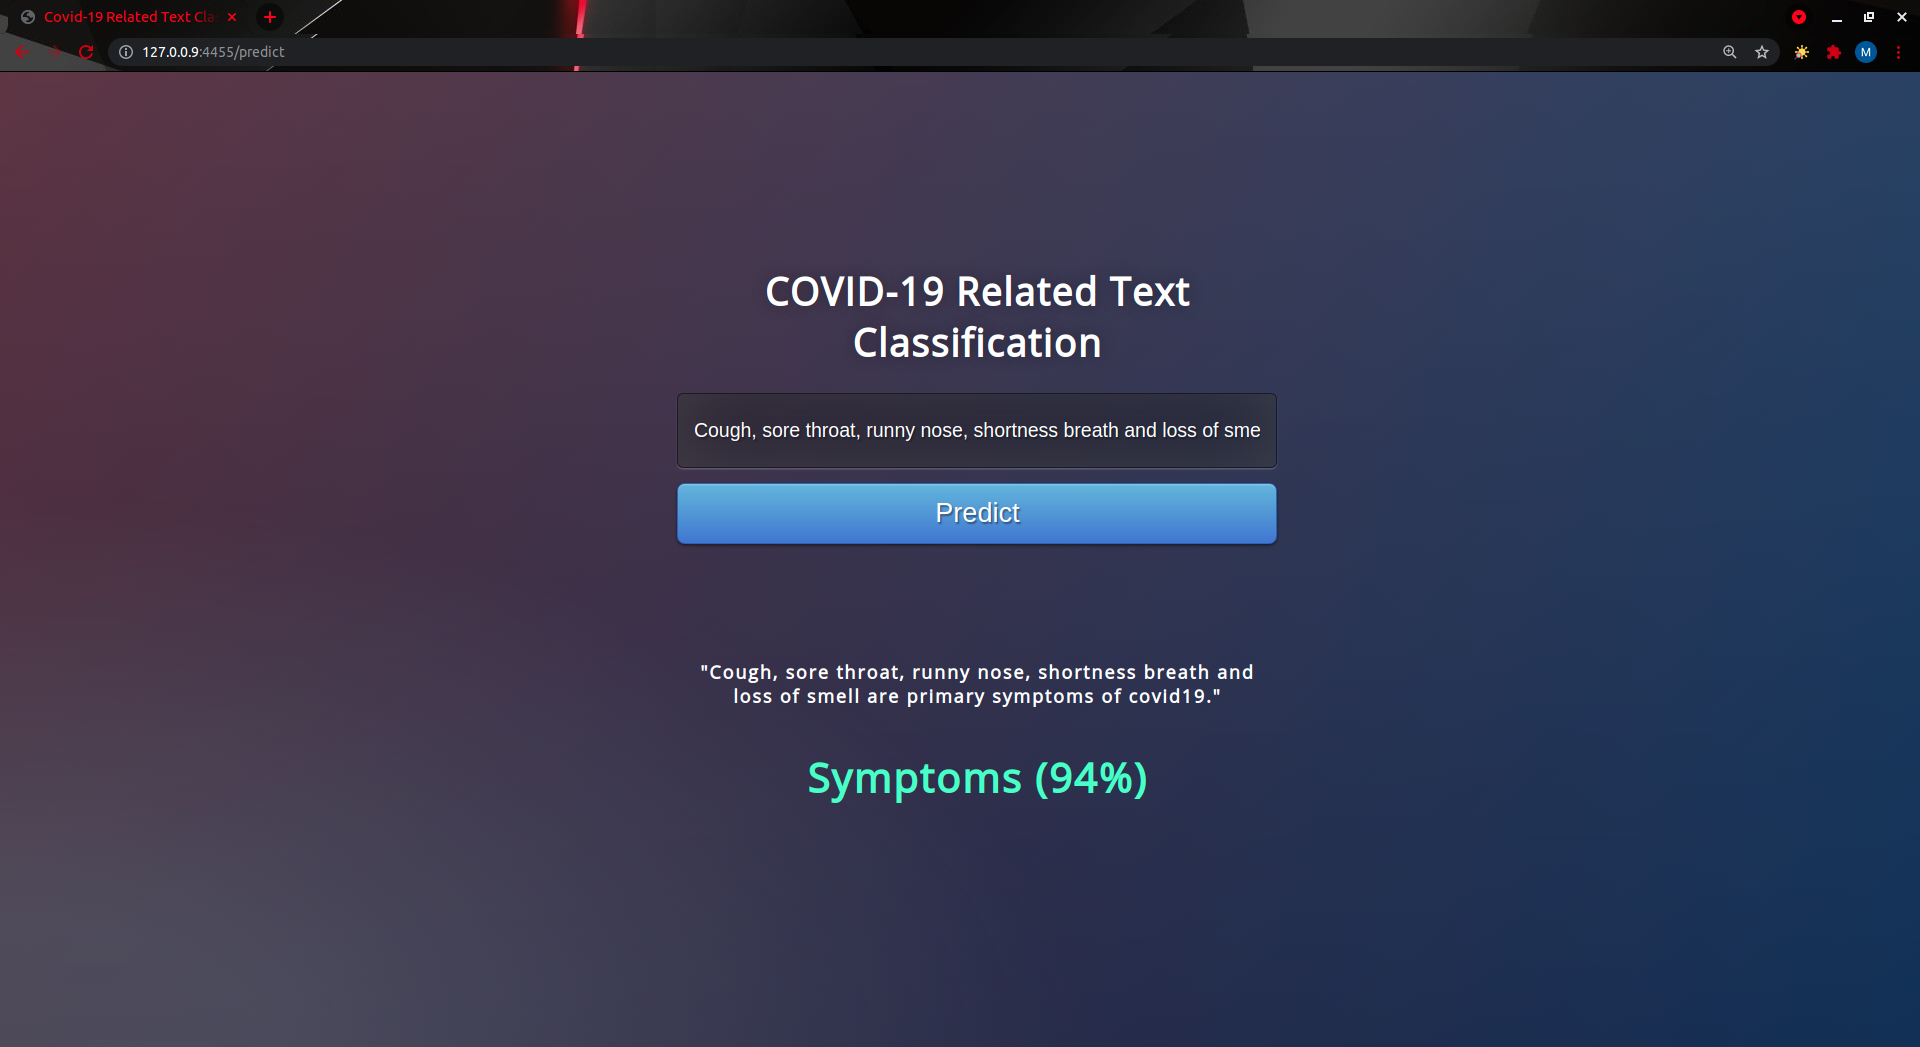 Covid-19 Related Text Cla
127.0.0.9:4455/predict
M
COVID-19 Related Text
Classification
Cough, sore throat, runny nose, shortness breath and loss of sme
Predict
"Cough, sore throat, runny nose, shortness breath and
loss of smell are primary symptoms of covid19."
Symptoms (94%)